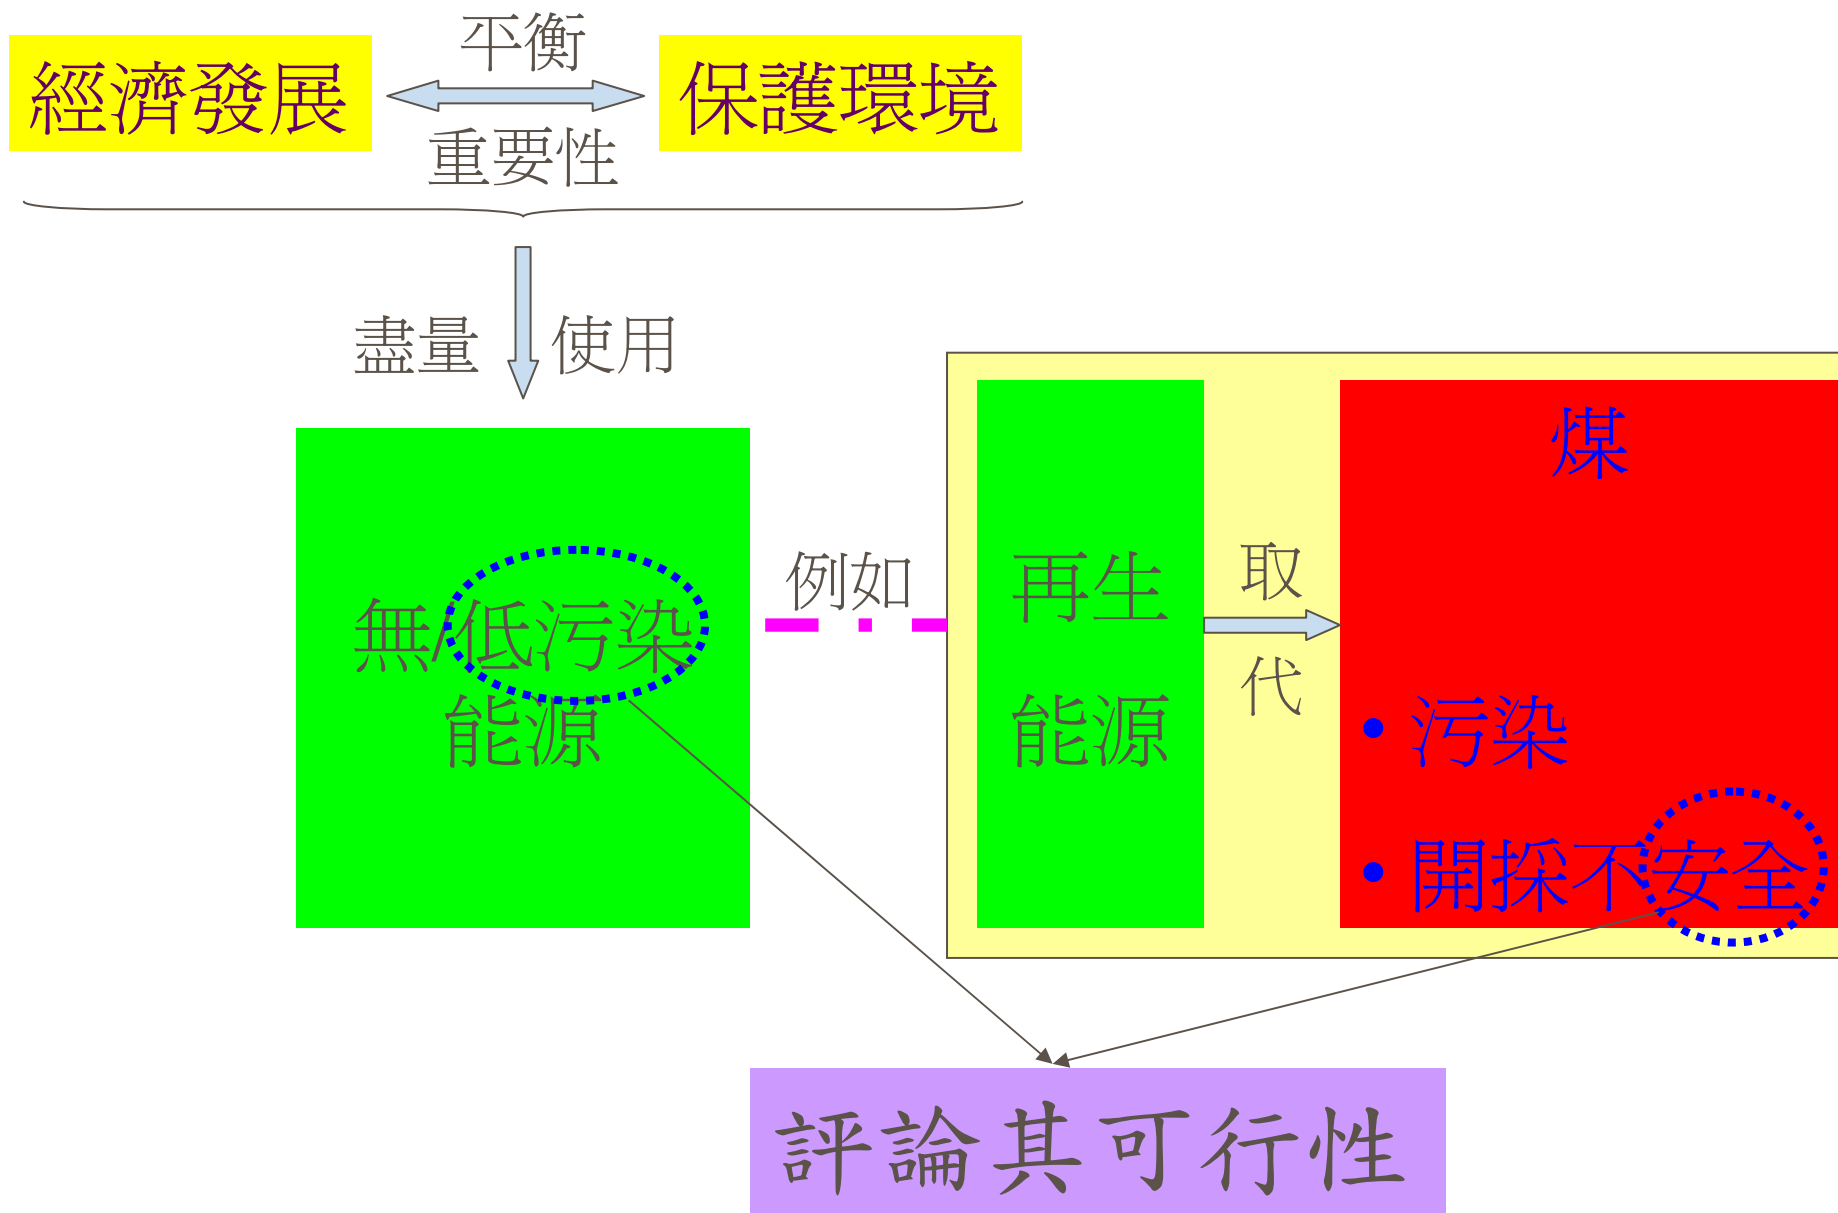 平衡
經濟發展
保護環境
重要性
盡量
使用
無/低污染
能源
例如
再生
能源
取
代
煤
• 污染
• 開採不安全
評論其可行性